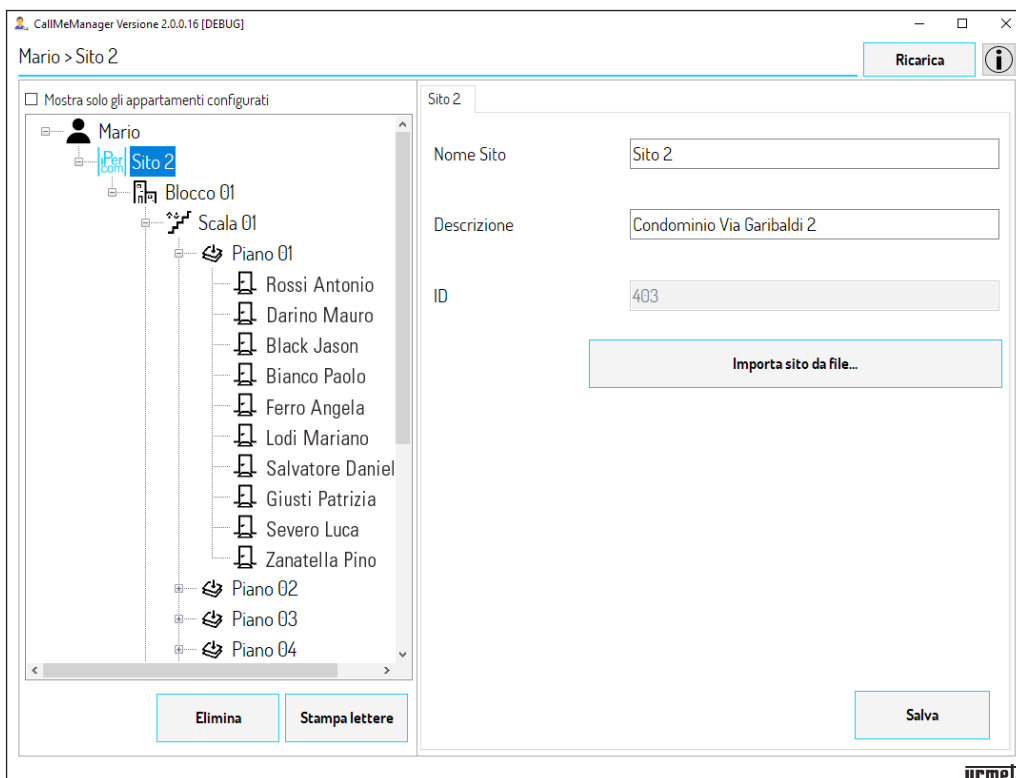 CallMeManager Versione 2.0.0.16 [DEBUG]
Mario > Sito 2
Ricarica
Mostra solo gli appartamenti configurati
Mario
iPer com Sito 2
Blocco 01
Scala 01
Piano 01
Rossi Antonio
Darino Mauro
Black Jason
Bianco Paolo
Ferro Angela
Lodi Mariano
Salvatore Daniel
Giusti Patrizia
Severo Luca
Zanatella Pino
Piano 02
Piano 03
Piano 04
Elimina
Stampa lettere
Sito 2
Nome Sito
Sito 2
Descrizione
Condominio Via Garibaldi 2
ID
403
Importa sito da file...
Salva
urmet